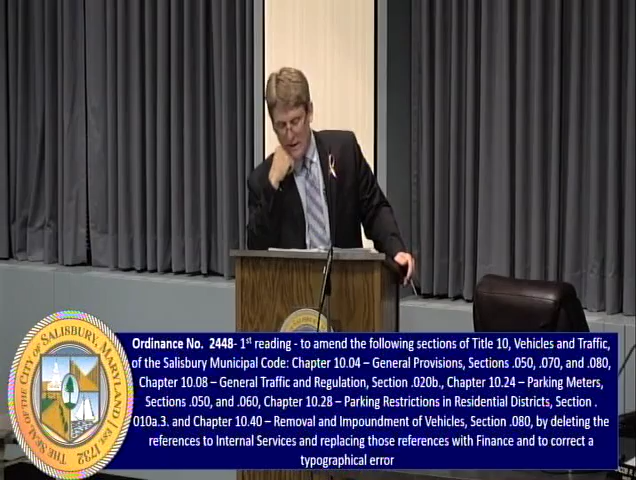 Ordinance No. 2448- 1st reading - to amend the following sections of Title 10, Vehicles and Traffic,
of the Salisbury Municipal Code: Chapter 10.04 – General Provisions, Sections .050, .070, and .080,
Chapter 10.08 – General Traffic and Regulation, Section .020b., Chapter 10.24 – Parking Meters,
Sections .050, and .060, Chapter 10.28 – Parking Restrictions in Residential Districts, Section .
010a.3. and Chapter 10.40 – Removal and Impoundment of Vehicles, Section .080, by deleting the
references to Internal Services and replacing those references with Finance and to correct a
typographical error
THE SEAL OF THE CITY OF SALISBURY, MARYLAND
EST. 1732